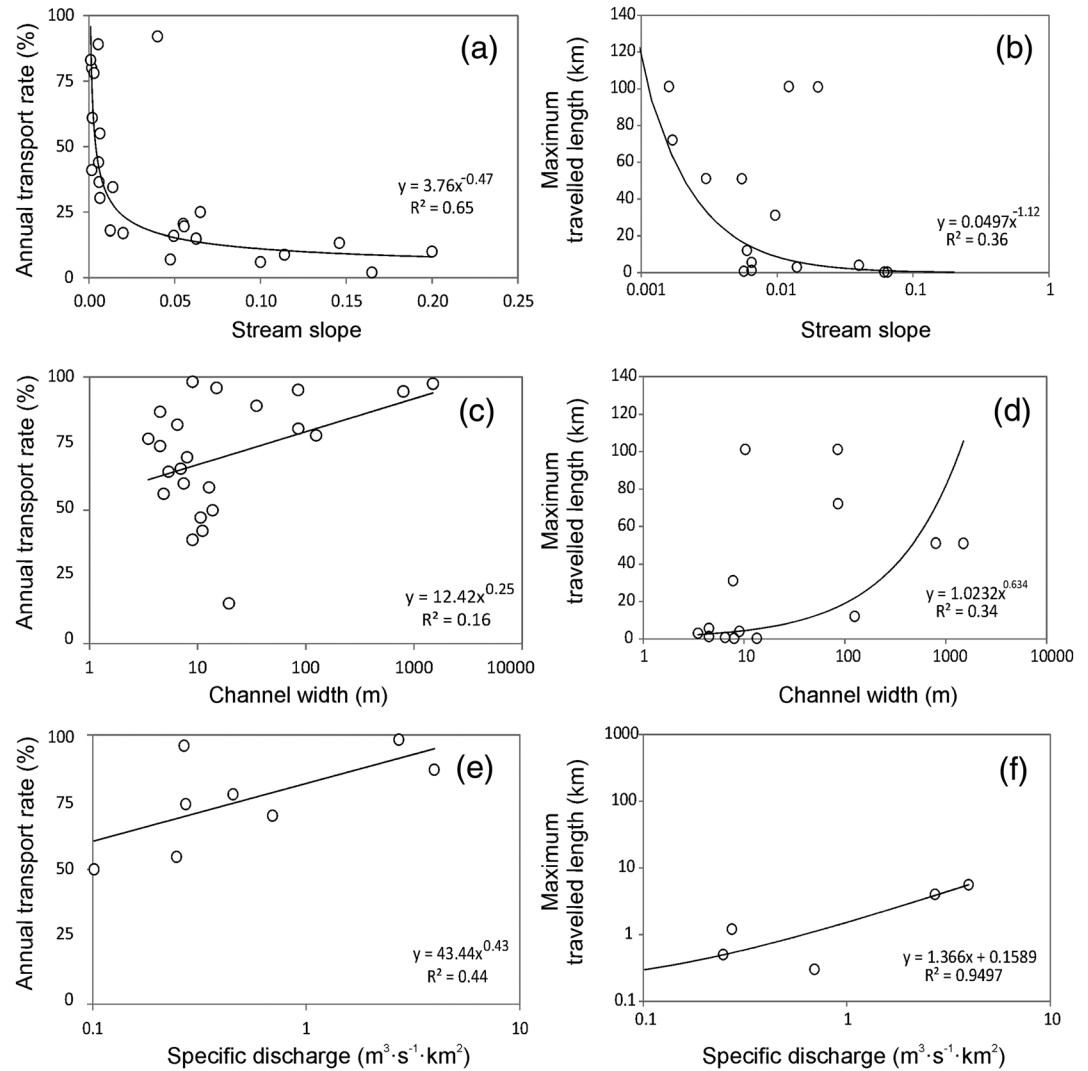 (a)
Annual transport rate (%)
100
75
50
25
0
y = 3.76x^-0.47
R² = 0.65
0.00 0.05 0.10 0.15 0.20 0.25
Stream slope
(b)
Maximum
travelled length (km)
140
120
100
80
60
40
20
0
y = 0.0497x^-1.12
R² = 0.36
0.001 0.01 0.1 1
Stream slope
(c)
Annual transport rate (%)
100
75
50
25
0
y = 12.42x^0.25
R² = 0.16
1 10 100 1000 10000
Channel width (m)
(d)
Maximum
travelled length (km)
140
120
100
80
60
40
20
0
y = 1.0232x^0.634
R² = 0.34
1 10 100 1000 10000
Channel width (m)
(e)
Annual transport rate (%)
100
75
50
25
0
y = 43.44x^0.43
R² = 0.44
0.1 1 10
Specific discharge (m³·s⁻¹·km²)
(f)
Maximum
travelled length (km)
1000
100
10
1
0.1
y = 1.366x + 0.1589
R² = 0.9497
0.1 1 10
Specific discharge (m³·s⁻¹·km²)